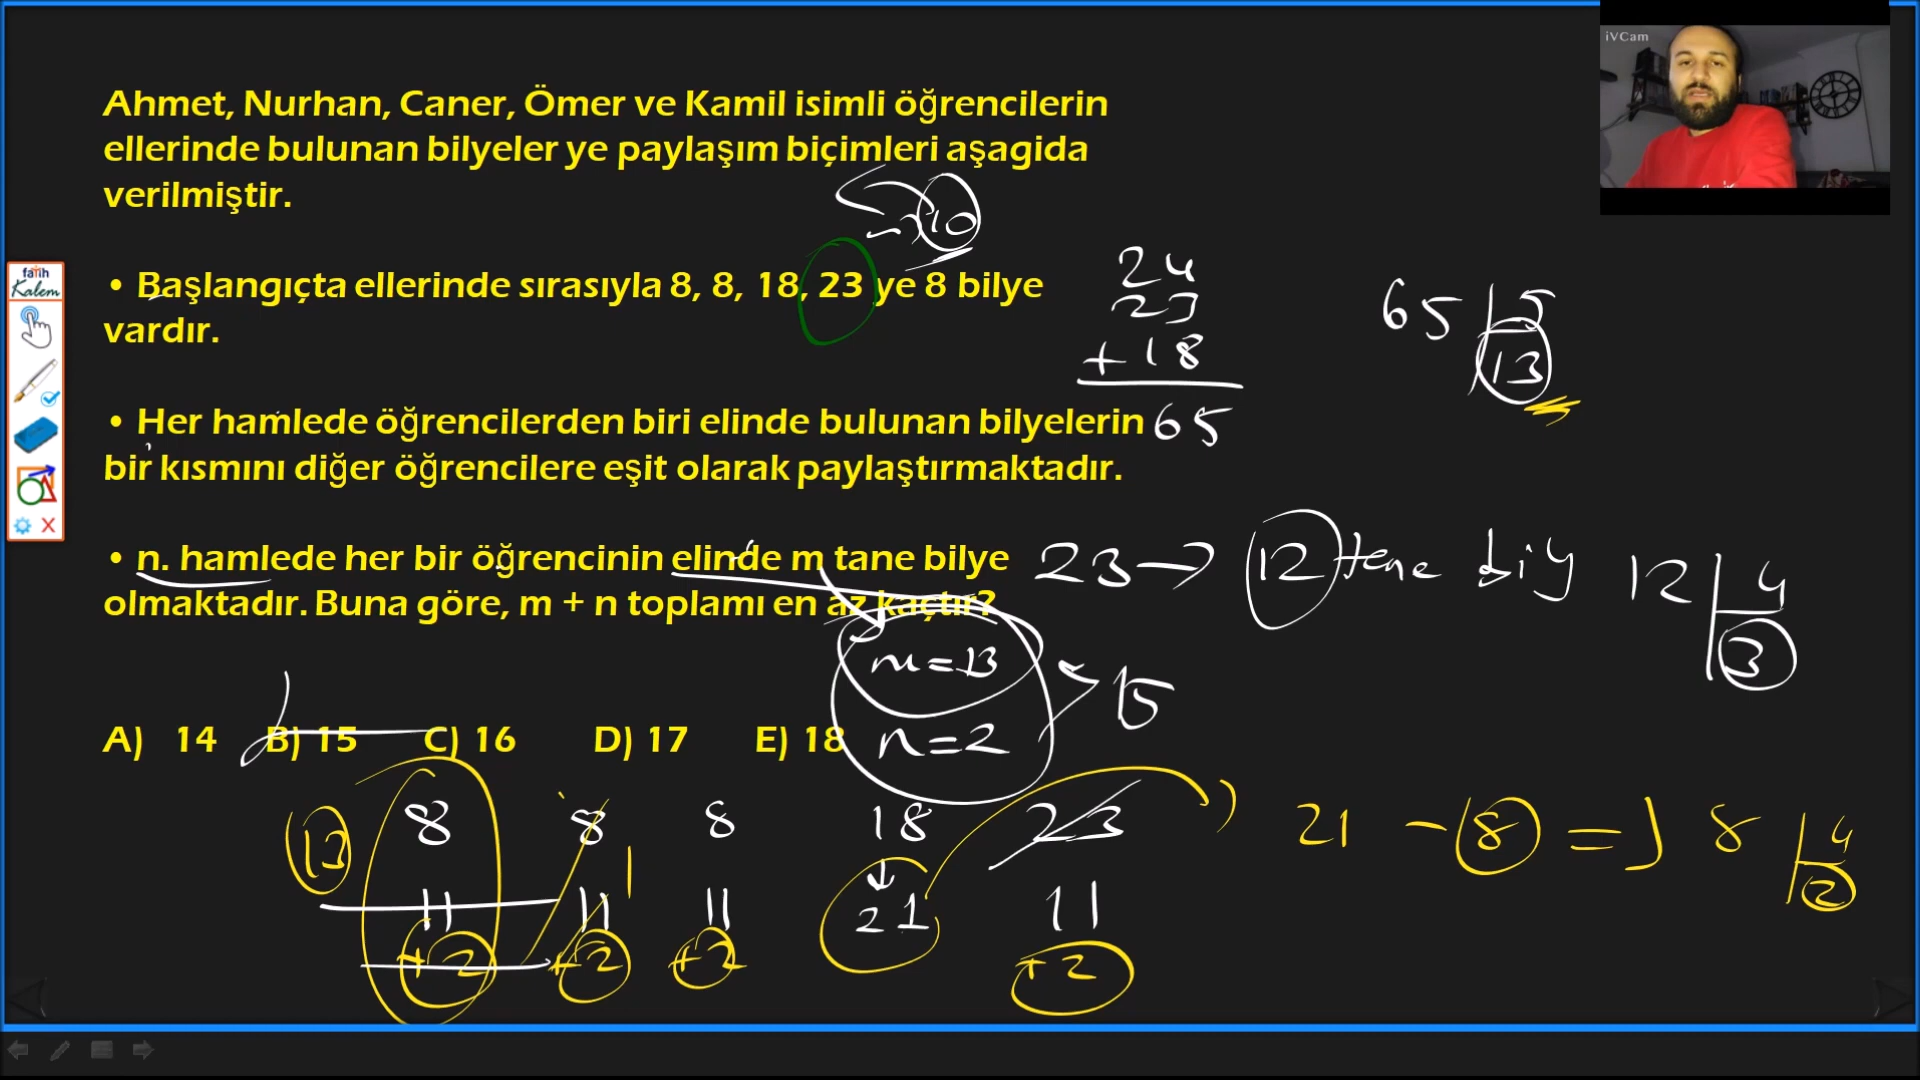 iVCam
Ahmet, Nurhan, Caner, Ömer ve Kamil isimli öğrencilerin
ellerinde bulunan bilyeler ye paylaşım biçimleri aşagida
verilmiştir.
10
• Başlangıçta ellerinde sırasıyla 8, 8, 18, 23 ye 8 bilye
vardır.
24
23
+ 18
65
65 | 5
13
• Her hamlede öğrencilerden biri elinde bulunan bilyelerin
bir kısmını diğer öğrencilere eşit olarak paylaştırmaktadır.
• n. hamlede her bir öğrencinin elinde m tane bilye
olmaktadır. Buna göre, m + n toplamı en az kaçtır?
23 → 12 tane
12 | 4
3
m = 13
n = 2
15
A) 14 B) 15 C) 16 D) 17 E) 18
13
8 8 8 18 23
11 11 11 21 11
+2 +2 +2 +2
21 - 8 =
8 | 4
2
fatih
Kalem